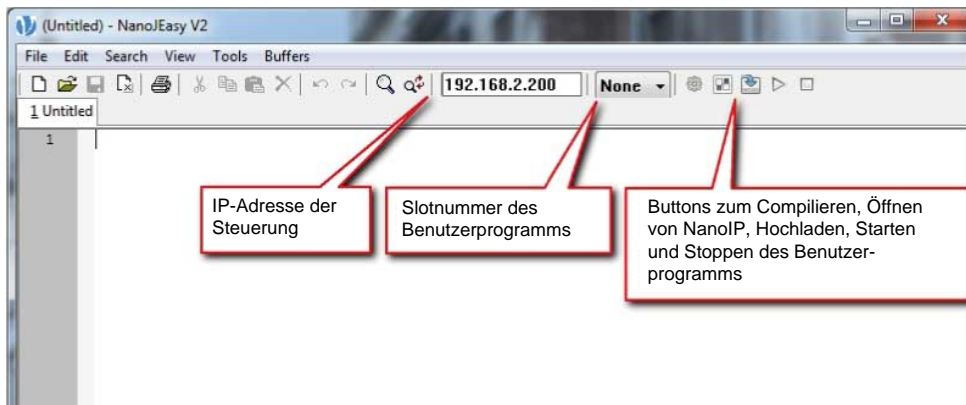 (Untitled) - NanoJEasy V2
File Edit Search View Tools Buffers
192.168.2.200 None
1 Untitled
1
IP-Adresse der
Steuerung
Slotnummer des
Benutzerprogramms
Buttons zum Compilieren, Öffnen
von NanoIP, Hochladen, Starten
und Stoppen des Benutzer-
programms